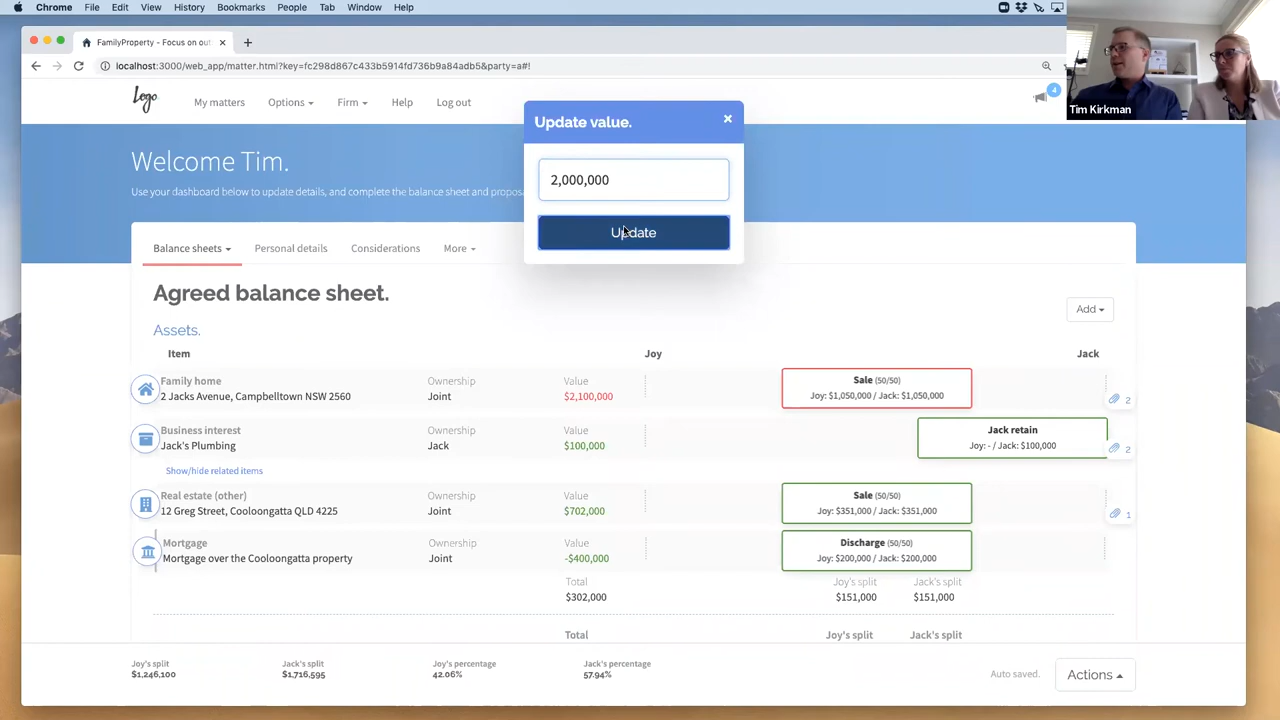 Chrome File Edit View History Bookmarks People Tab Window Help
FamilyProperty - Focus on out
localhost:3000/web_app/matter.html?key=fc298d867c433b5914fd736b9a84adb5&party=a#!
Tim Kirkman
Logo My matters Options Firm Help Log out 4
Update value.
2,000,000
Update
Welcome Tim.
Use your dashboard below to update details, and complete the balance sheet and
Balance sheets Personal details Considerations More
Agreed balance sheet.
Add
Assets.
Item Joy Jack
Family home Ownership Value Sale (50/50)
2 Jacks Avenue, Campbelltown NSW 2560 Joint $2,100,000 Joy: $1,050,000 / Jack: $1,050,000 2
Business interest Ownership Value Jack retain
Jack's Plumbing Jack $100,000 Joy: - / Jack: $100,000 2
Show/hide related items
Real estate (other) Ownership Value Sale (50/50)
12 Greg Street, Cooloongatta QLD 4225 Joint $702,000 Joy: $351,000 / Jack: $351,000 1
Mortgage Ownership Value Discharge (50/50)
Mortgage over the Cooloongatta property Joint -$400,000 Joy: $200,000 / Jack: $200,000
Total Joy's split Jack's split
$302,000 $151,000 $151,000
Total Joy's split Jack's split
Joy's split Jack's split Joy's percentage Jack's percentage
$1,246,100 $1,716,595 42.06% 57.94% Auto saved. Actions